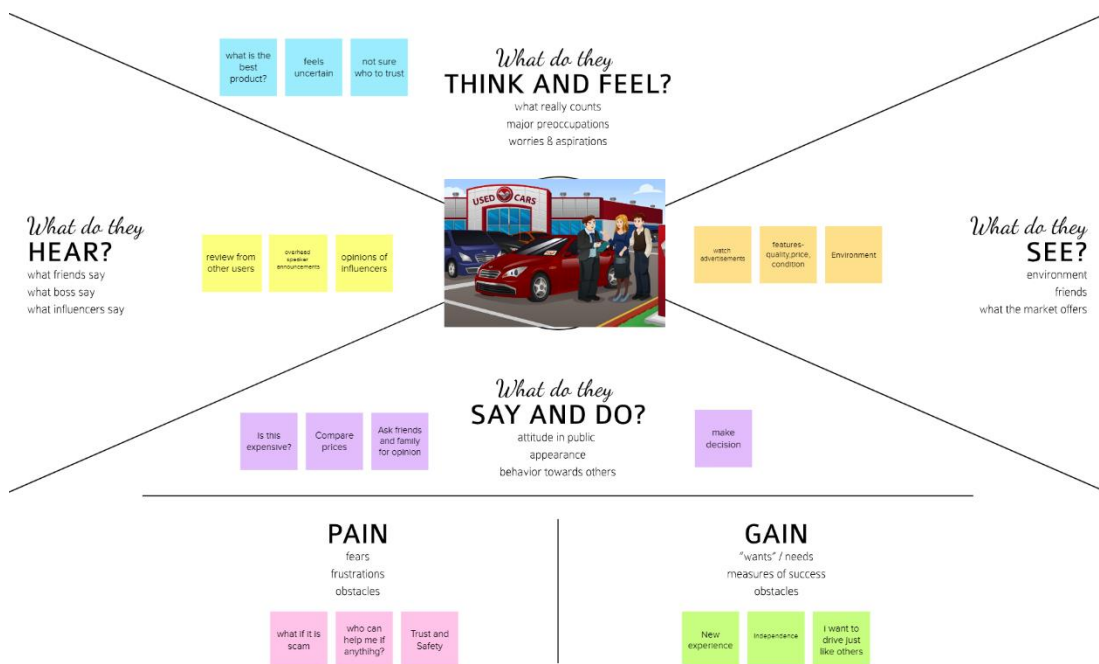 what is the
best
product?
feels
uncertain
not sure
who to trust
What do they
THINK AND FEEL?
what really counts
major preoccupations
worries & aspirations
USED CARS
What do they
HEAR?
what friends say
what boss say
what influencers say
review from
other users
overhead
speaker
announcements
opinions of
influencers
watch
advertisements
features-
quality,price,
condition
Environment
What do they
SEE?
environment
friends
what the market offers
What do they
SAY AND DO?
attitude in public
appearance
behavior towards others
Is this
expensive?
Compare
prices
Ask friends
and family
for opinion
make
decision
PAIN
fears
frustrations
obstacles
what if it is
scam
who can
help me if
anything?
Trust and
Safety
GAIN
"wants" / needs
measures of success
obstacles
New
experience
Independence
I want to
drive just
like others